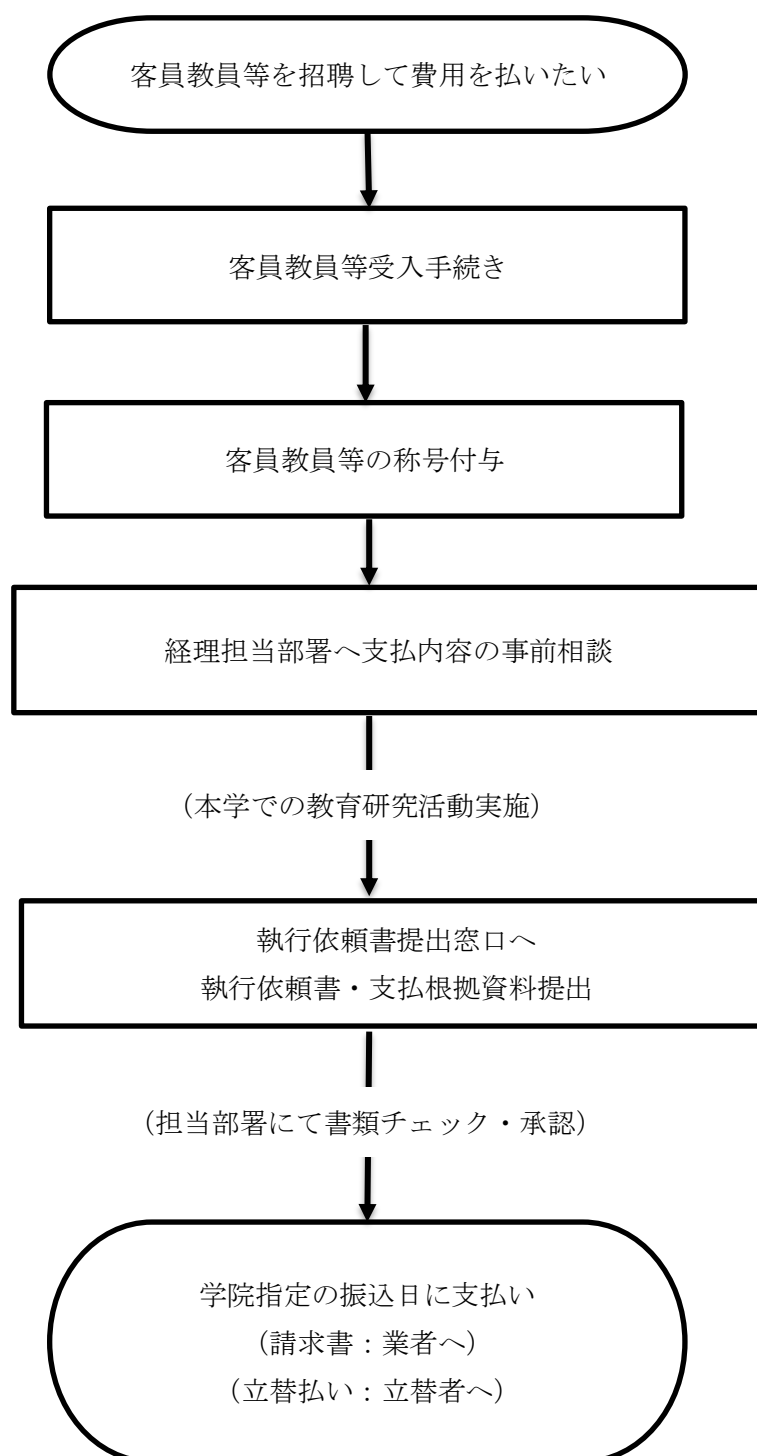 客員教員等を招聘して費用を払いたい
客員教員等受入手続き
客員教員等の称号付与
経理担当部署へ支払内容の事前相談
（本学での教育研究活動実施）
執行依頼書提出窓口へ
執行依頼書・支払根拠資料提出
（担当部署にて書類チェック・承認）
学院指定の振込日に支払い
（請求書：業者へ）
（立替払い：立替者へ）